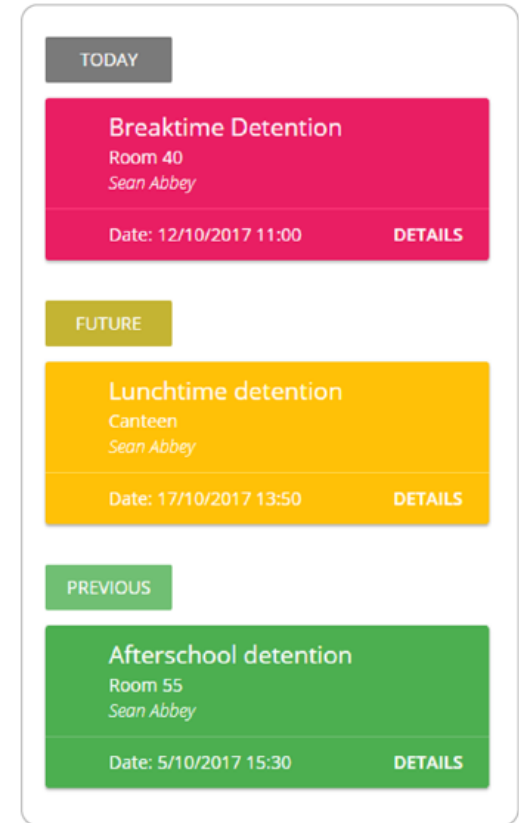 TODAY
Breaktime Detention
Room 40
Sean Abbey
Date: 12/10/2017 11:00 DETAILS
FUTURE
Lunchtime detention
Canteen
Sean Abbey
Date: 17/10/2017 13:50 DETAILS
PREVIOUS
Afterschool detention
Room 55
Sean Abbey
Date: 5/10/2017 15:30 DETAILS